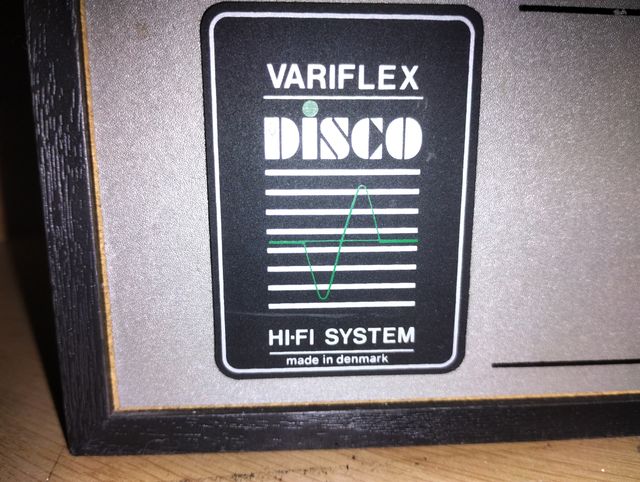 VARIFLEX
DiSCO
HI-FI SYSTEM
made in denmark